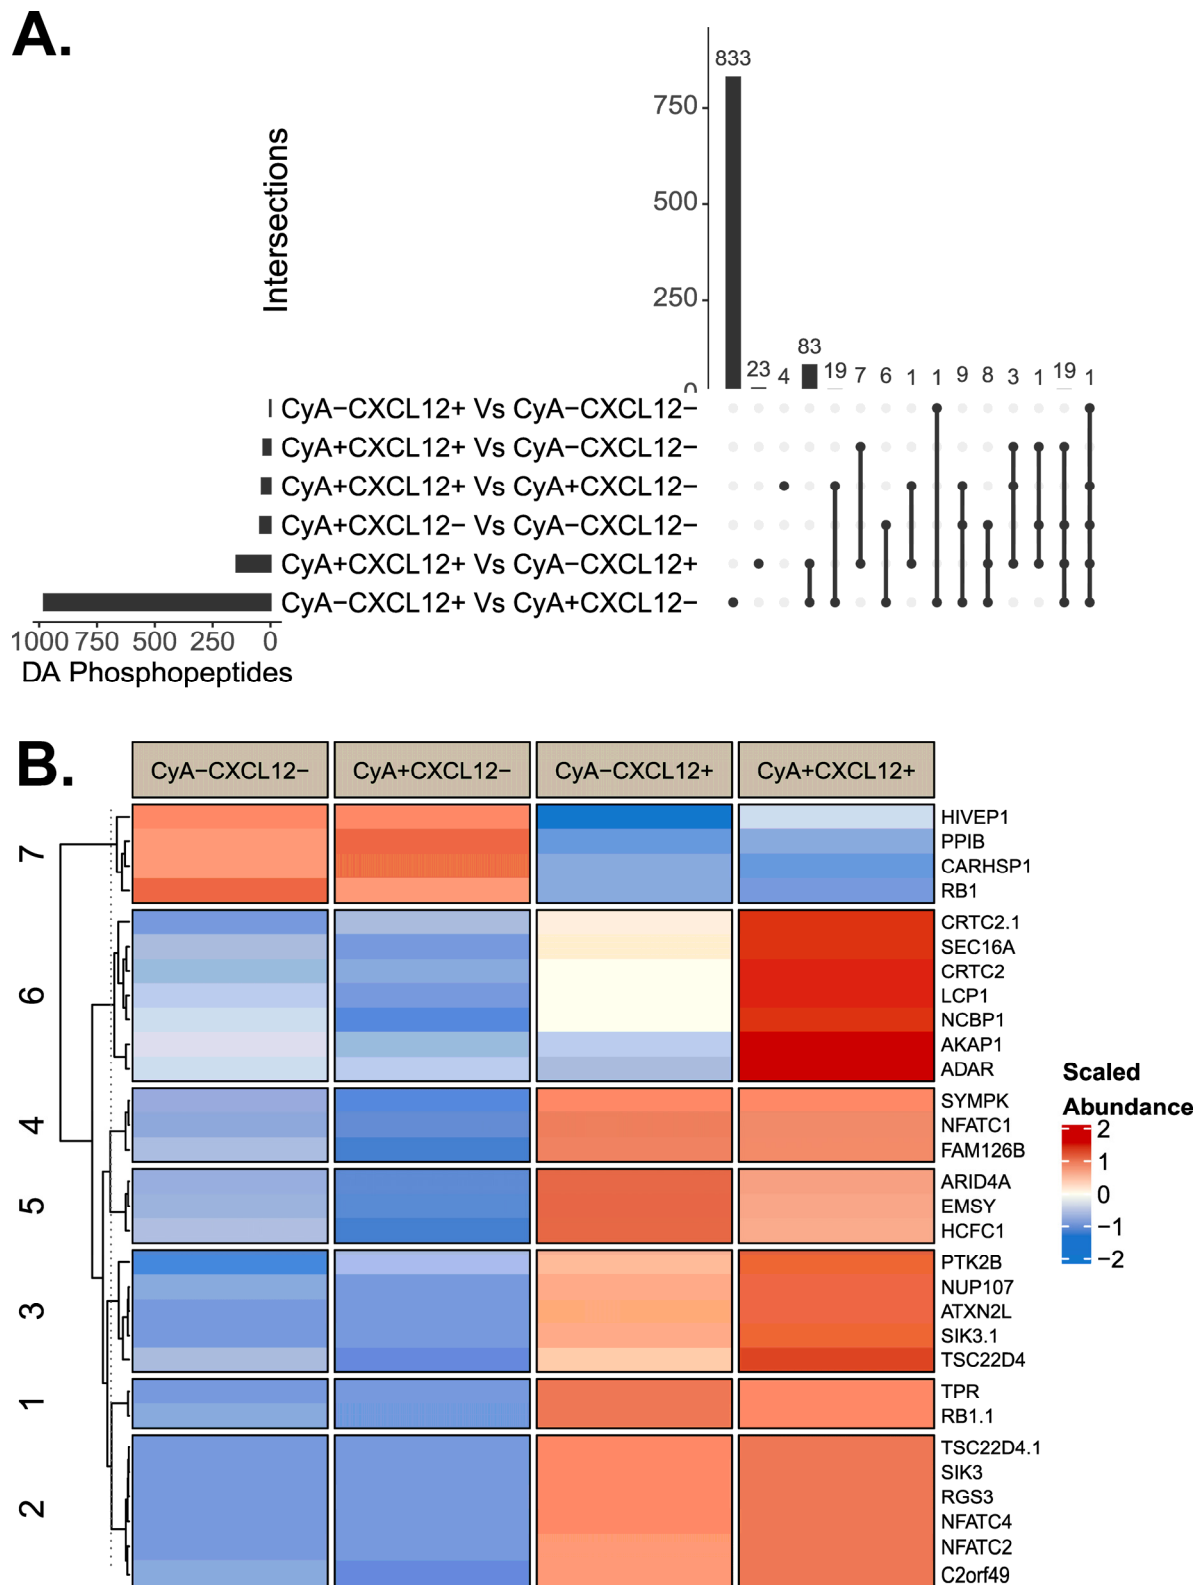 A.
833
750
500
250
0
83
23
4
19
7
6
1
1
9
8
3
1
19
1
Intersections
CyA−CXCL12+ Vs CyA−CXCL12−
CyA+CXCL12+ Vs CyA−CXCL12−
CyA+CXCL12+ Vs CyA+CXCL12−
CyA+CXCL12− Vs CyA−CXCL12−
CyA+CXCL12+ Vs CyA−CXCL12+
CyA−CXCL12+ Vs CyA+CXCL12−
1000 750 500 250 0
DA Phosphopeptides
B.
CyA−CXCL12− CyA+CXCL12− CyA−CXCL12+ CyA+CXCL12+
7
HIVEP1
PPIB
CARHSP1
RB1
6
CRTC2.1
SEC16A
CRTC2
LCP1
NCBP1
AKAP1
ADAR
4
SYMPK
NFATC1
FAM126B
5
ARID4A
EMSY
HCFC1
3
PTK2B
NUP107
ATXN2L
SIK3.1
TSC22D4
1
TPR
RB1.1
2
TSC22D4.1
SIK3
RGS3
NFATC4
NFATC2
C2orf49
Scaled
Abundance
2
1
0
−1
−2